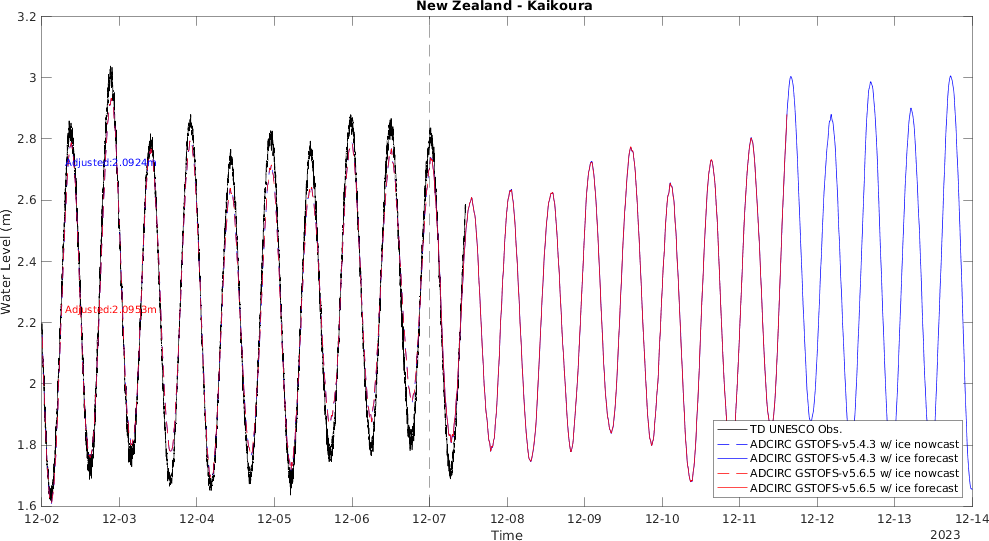 New Zealand - Kaikoura
3.2
3
2.8
2.6
2.4
2.2
2
1.8
1.6
Water Level (m)
Adjusted:2.0924m
Adjusted:2.0953m
TD UNESCO Obs.
ADCIRC GSTOFS-v5.4.3 w/ ice nowcast
ADCIRC GSTOFS-v5.4.3 w/ ice forecast
ADCIRC GSTOFS-v5.6.5 w/ ice nowcast
ADCIRC GSTOFS-v5.6.5 w/ ice forecast
12-02 12-03 12-04 12-05 12-06 12-07 12-08 12-09 12-10 12-11 12-12 12-13 12-14
Time
2023